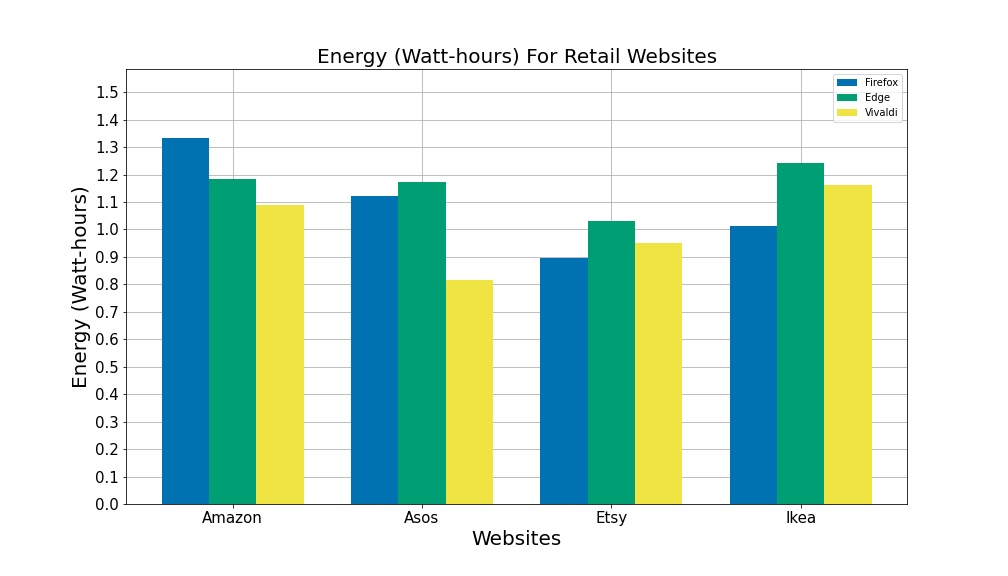 Energy (Watt-hours) For Retail Websites
Firefox
Edge
Vivaldi
Energy (Watt-hours)
1.5
1.4
1.3
1.2
1.1
1.0
0.9
0.8
0.7
0.6
0.5
0.4
0.3
0.2
0.1
0.0
Amazon Asos Etsy Ikea
Websites